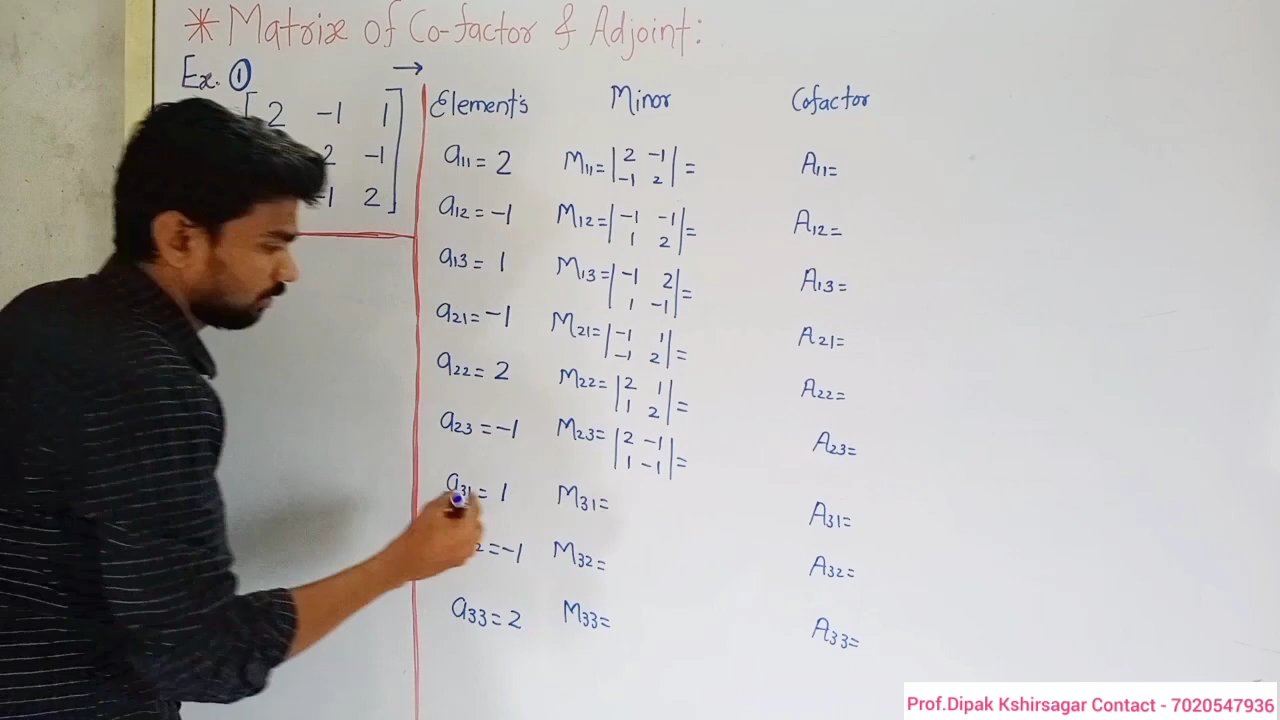 * Matrix of Co-factor & Adjoint:
Ex. ① →
2 -1 1
2 -1
-1 2
Element's Minor Cofactor
a11 = 2 M11 = |2 -1| = A11 =
|-1 2|
a12 = -1 M12 = |-1 -1| = A12 =
|1 2|
a13 = 1 M13 = |-1 2| = A13 =
|1 -1|
a21 = -1 M21 = |-1 1| = A21 =
|-1 2|
a22 = 2 M22 = |2 1| = A22 =
|1 2|
a23 = -1 M23 = |2 -1| = A23 =
|1 -1|
a31 = 1 M31 = A31 =
2 = -1 M32 = A32 =
a33 = 2 M33 = A33 =
Prof.Dipak Kshirsagar Contact - 7020547936